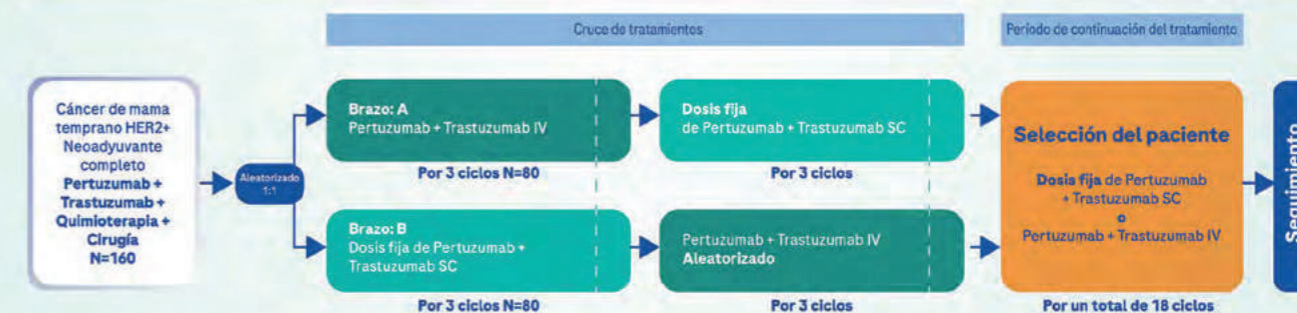 Cruce de tratamientos
Período de continuación del tratamiento
Cáncer de mama
temprano HER2+
Neoadyuvante
completo
Pertuzumab +
Trastuzumab +
Quimioterapia +
Cirugía
N=160
Aleatorizado
1:1
Brazo: A
Pertuzumab + Trastuzumab IV
Por 3 ciclos N=80
Dosis fija
de Pertuzumab + Trastuzumab SC
Por 3 ciclos
Brazo: B
Dosis fija de Pertuzumab +
Trastuzumab SC
Por 3 ciclos N=80
Pertuzumab + Trastuzumab IV
Aleatorizado
Por 3 ciclos
Selección del paciente
Dosis fija de Pertuzumab
+ Trastuzumab SC
o
Pertuzumab + Trastuzumab IV
Por un total de 18 ciclos
Seguimiento